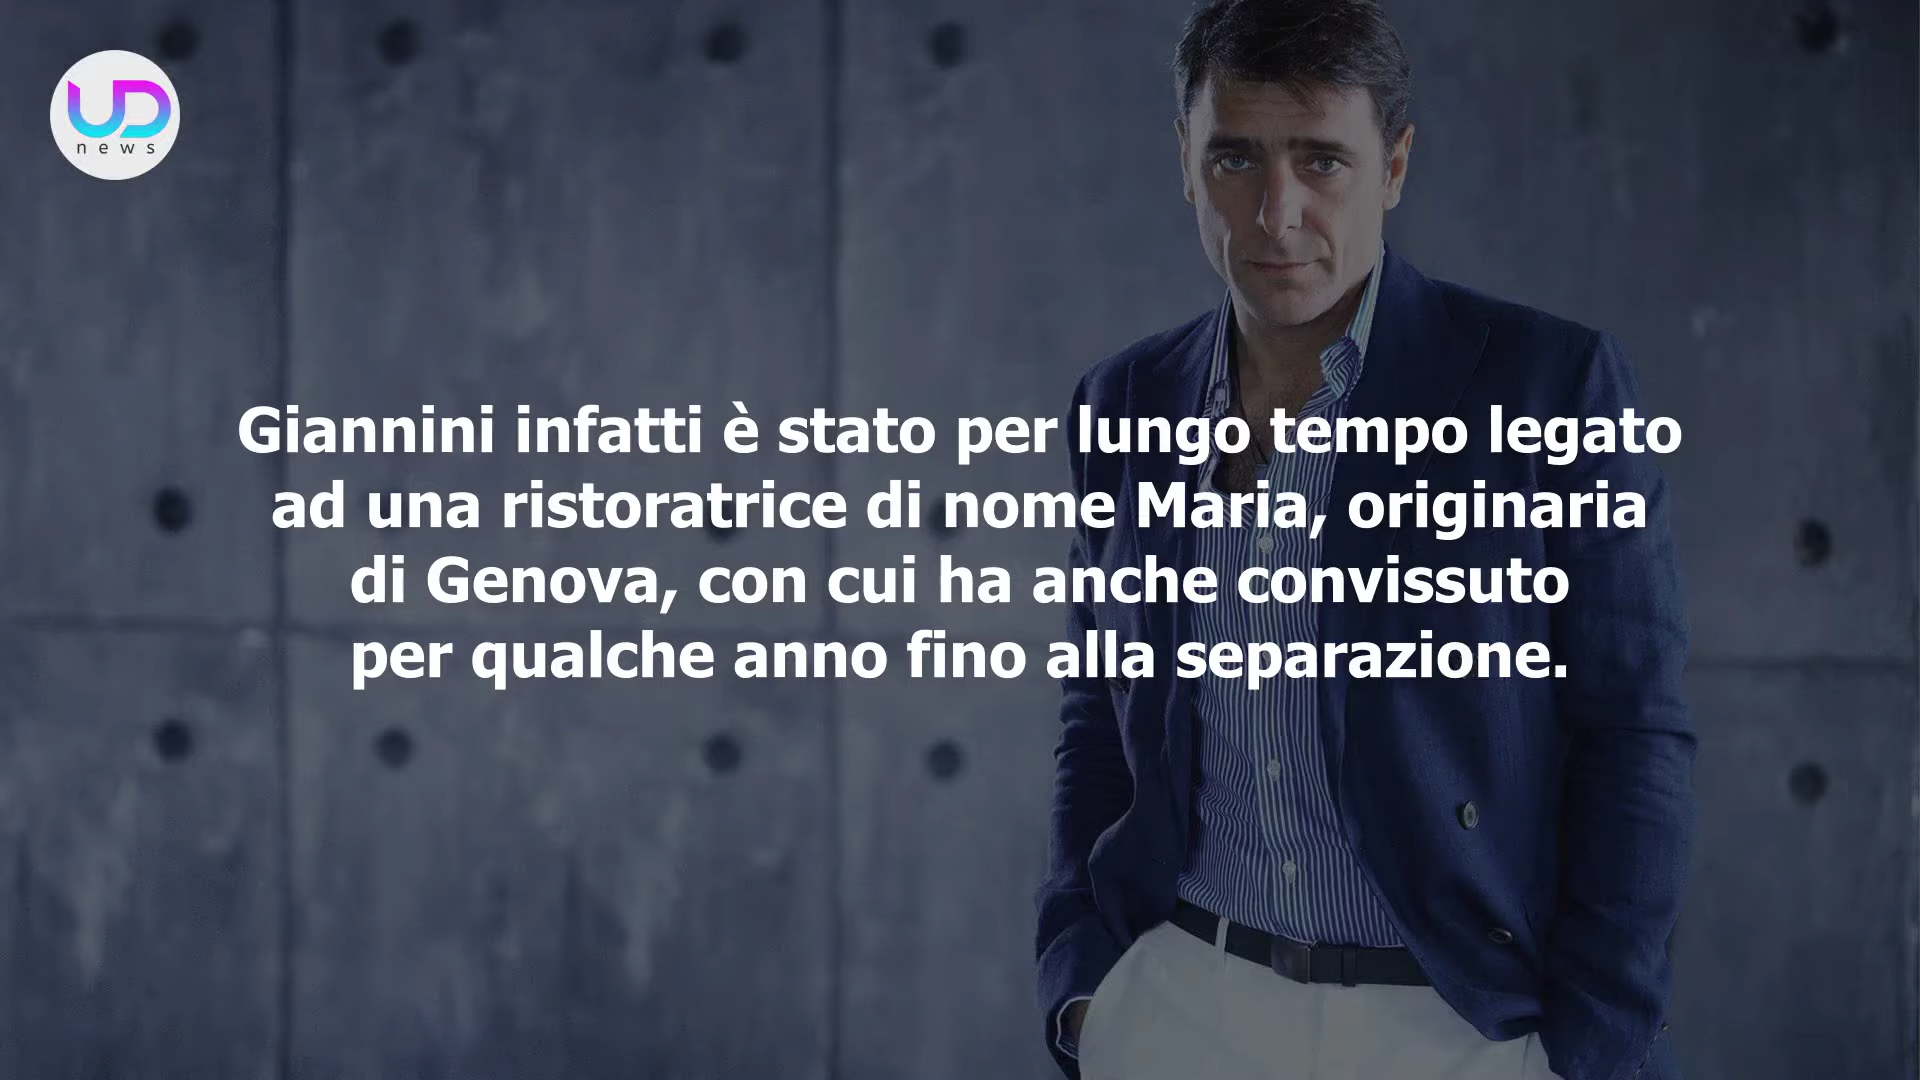 UD
news
Giannini infatti è stato per lungo tempo legato
ad una ristoratrice di nome Maria, originaria
di Genova, con cui ha anche convissuto
per qualche anno fino alla separazione.